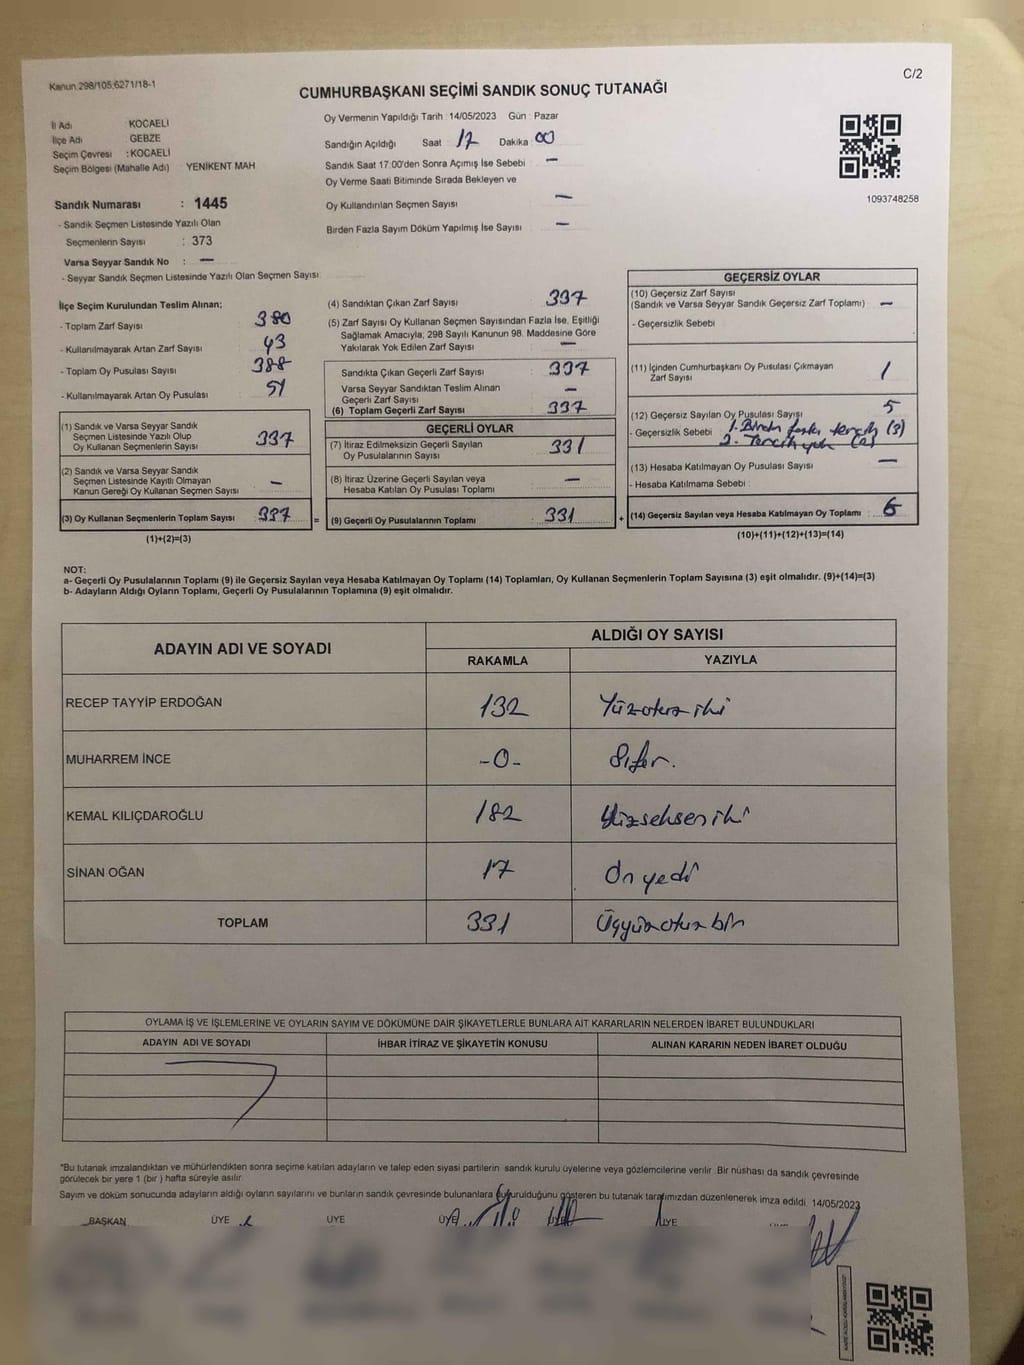 Kanun.298/105;6271/18-1
C/2
CUMHURBAŞKANI SEÇİMİ SANDIK SONUÇ TUTANAĞI
İl Adı KOCAELİ
İlçe Adı GEBZE
Seçim Çevresi : KOCAELİ
Seçim Bölgesi (Mahalle Adı) YENİKENT MAH
Sandık Numarası : 1445
- Sandık Seçmen Listesinde Yazılı Olan
Seçmenlerin Sayısı : 373
Varsa Seyyar Sandık No : —
- Seyyar Sandık Seçmen Listesinde Yazılı Olan Seçmen Sayısı
Oy Vermenin Yapıldığı Tarih : 14/05/2023 Gün : Pazar
Sandığın Açıldığı Saat 17 Dakika 00
Sandık Saat 17:00'den Sonra Açımış İse Sebebi —
Oy Verme Saati Bitiminde Sırada Bekleyen ve
Oy Kullandırılan Seçmen Sayısı —
Birden Fazla Sayım Döküm Yapılmış İse Sayısı —
1093748258
İlçe Seçim Kurulundan Teslim Alınan:
- Toplam Zarf Sayısı 380
- Kullanılmayarak Artan Zarf Sayısı 43
- Toplam Oy Pusulası Sayısı 388
- Kullanılmayarak Artan Oy Pusulası 51
(1) Sandık ve Varsa Seyyar Sandık
Seçmen Listesinde Yazılı Olup
Oy Kullanan Seçmen Sayısı 337
(2) Sandık ve Varsa Seyyar Sandık
Seçmen Listesinde Kayıtlı Olmayan
Kanun Gereği Oy Kullanan Seçmen Sayısı —
(3) Oy Kullanan Seçmenlerin Toplam Sayısı 337 =
(1)+(2)=(3)
(4) Sandıktan Çıkan Zarf Sayısı 337
(5) Zarf Sayısı Oy Kullanan Seçmen Sayısından Fazla İse, Eşitliği
Sağlamak Amacıyla; 298 Sayılı Kanunun 98. Maddesine Göre
Yakılarak Yok Edilen Zarf Sayısı —
Sandıkta Çıkan Geçerli Zarf Sayısı 337
Varsa Seyyar Sandıktan Teslim Alınan
Geçerli Zarf Sayısı —
(6) Toplam Geçerli Zarf Sayısı 337
GEÇERLİ OYLAR
(7) İtiraz Edilmeksizin Geçerli Sayılan
Oy Pusulalarının Sayısı 331
(8) İtiraz Üzerine Geçerli Sayılan veya
Hesaba Katılan Oy Pusulası Toplamı : —
(9) Geçerli Oy Pusulalarının Toplamı : 331 +
GEÇERSİZ OYLAR
(10) Geçersiz Zarf Sayısı
(Sandık ve Varsa Seyyar Sandık Geçersiz Zarf Toplamı) —
- Geçersizlik Sebebi
(11) İçinden Cumhurbaşkanı Oy Pusulası Çıkmayan
Zarf Sayısı 1
(12) Geçersiz Sayılan Oy Pusulası Sayısı 5
- Geçersizlik Sebebi 1. Birden fazla tercih (3)
2. Tercih yok (2)
(13) Hesaba Katılmayan Oy Pusulası Sayısı —
- Hesaba Katılmama Sebebi :
(14) Geçersiz Sayılan veya Hesaba Katılmayan Oy Toplamı : 6
(10)+(11)+(12)+(13)=(14)
NOT:
a- Geçerli Oy Pusulalarının Toplamı (9) ile Geçersiz Sayılan veya Hesaba Katılmayan Oy Toplamı (14) Toplamları, Oy Kullanan Seçmenlerin Toplam Sayısına (3) eşit olmalıdır. (9)+(14)=(3)
b- Adayların Aldığı Oyların Toplamı, Geçerli Oy Pusulalarının Toplamına (9) eşit olmalıdır.
ADAYIN ADI VE SOYADI
ALDIĞI OY SAYISI
RAKAMLA YAZIYLA
RECEP TAYYİP ERDOĞAN 132 Yüzotuz iki
MUHARREM İNCE -0- Sıfır.
KEMAL KILIÇDAROĞLU 182 Yüzseksen iki
SİNAN OĞAN 17 On yedi
TOPLAM 331 Üçyüzotuz bir
OYLAMA İŞ VE İŞLEMLERİNE VE OYLARIN SAYIM VE DÖKÜMÜNE DAİR ŞİKAYETLERLE BUNLARA AİT KARARLARIN NELERDEN İBARET BULUNDUKLARI
ADAYIN ADI VE SOYADI İHBAR İTİRAZ VE ŞİKAYETİN KONUSU ALINAN KARARIN NEDEN İBARET OLDUĞU
*Bu tutanak imzalandıktan ve mühürlendikten sonra seçime katılan adayların ve talep eden siyasi partilerin sandık kurulu üyelerine veya gözlemcilerine verilir. Bir nüshası da sandık çevresinde
görülecek bir yere 1 (bir ) hafta süreyle asılır.
Sayım ve döküm sonucunda adayların aldığı oyların sayılarını ve bunların sandık çevresinde bulunanlara duyurulduğunu gösteren bu tutanak tarafımızdan düzenlenerek imza edildi. 14/05/2023
BAŞKAN ÜYE ÜYE ÜYE ÜYE